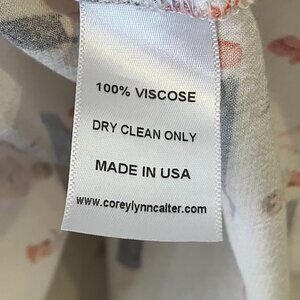 100% VISCOSE
DRY CLEAN ONLY
MADE IN USA
www.coreylynncalter.com